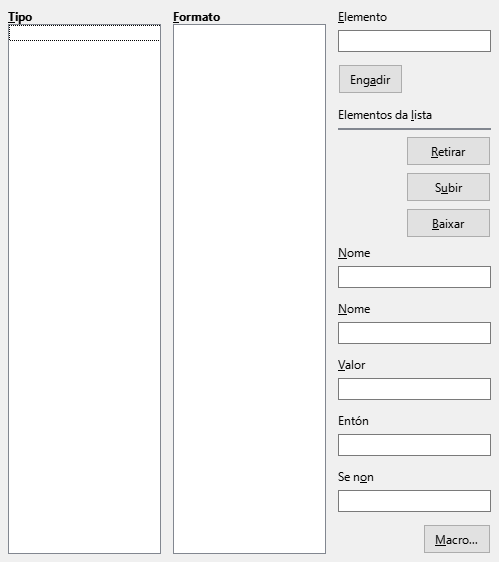 Tipo
Formato
Elemento
Engadir
Elementos da lista
Retirar
Subir
Baixar
Nome
Nome
Valor
Entón
Se non
Macro...